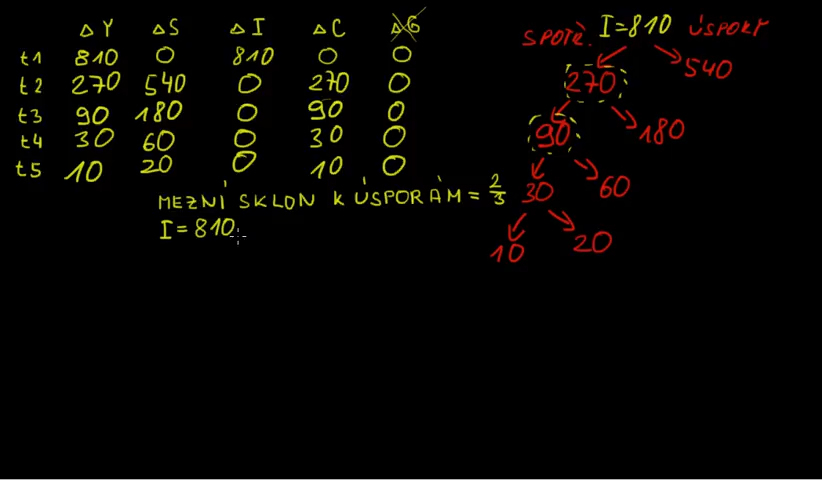 ΔY ΔS ΔI ΔC ΔG
t1 810 0 810 0 0
t2 270 540 0 270 0
t3 90 180 0 90 0
t4 30 60 0 30 0
t5 10 20 0 10 0
MEZNÍ SKLON K ÚSPORÁM = 2/3
I = 810
SPOTŘ. I=810 ÚSPORY
270 540
90 180
30 60
10 20